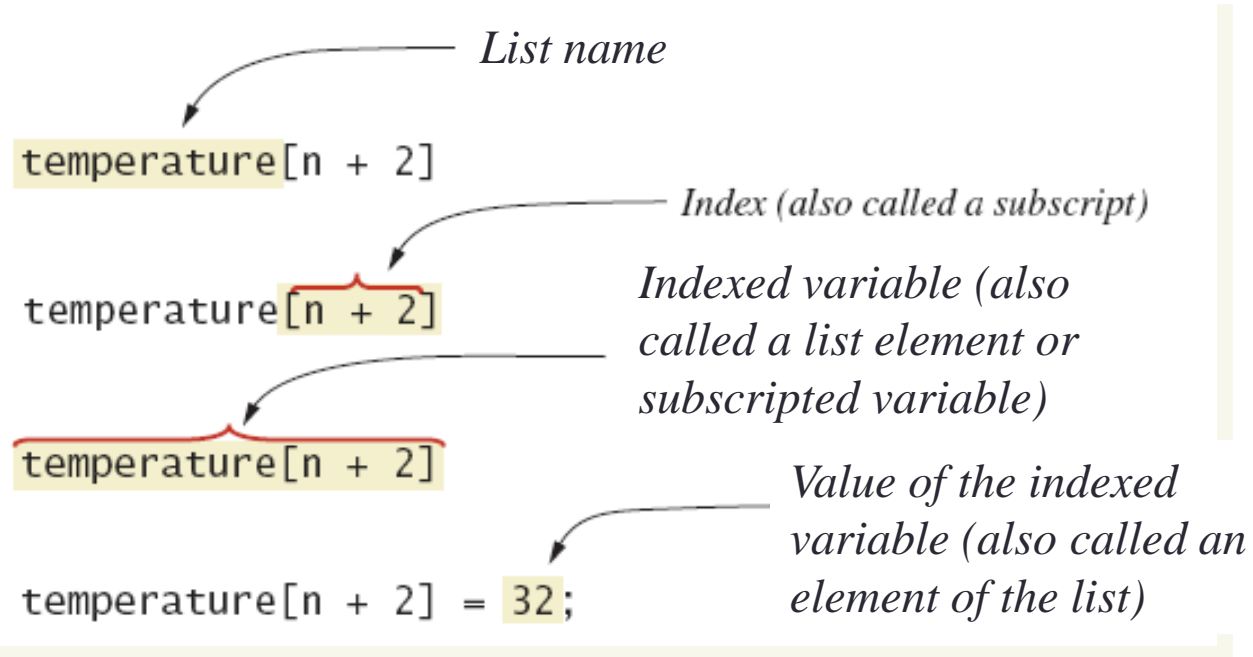 List name
temperature[n + 2]
Index (also called a subscript)
temperature[n + 2]
Indexed variable (also
called a list element or
subscripted variable)
temperature[n + 2]
Value of the indexed
variable (also called an
element of the list)
temperature[n + 2] = 32;